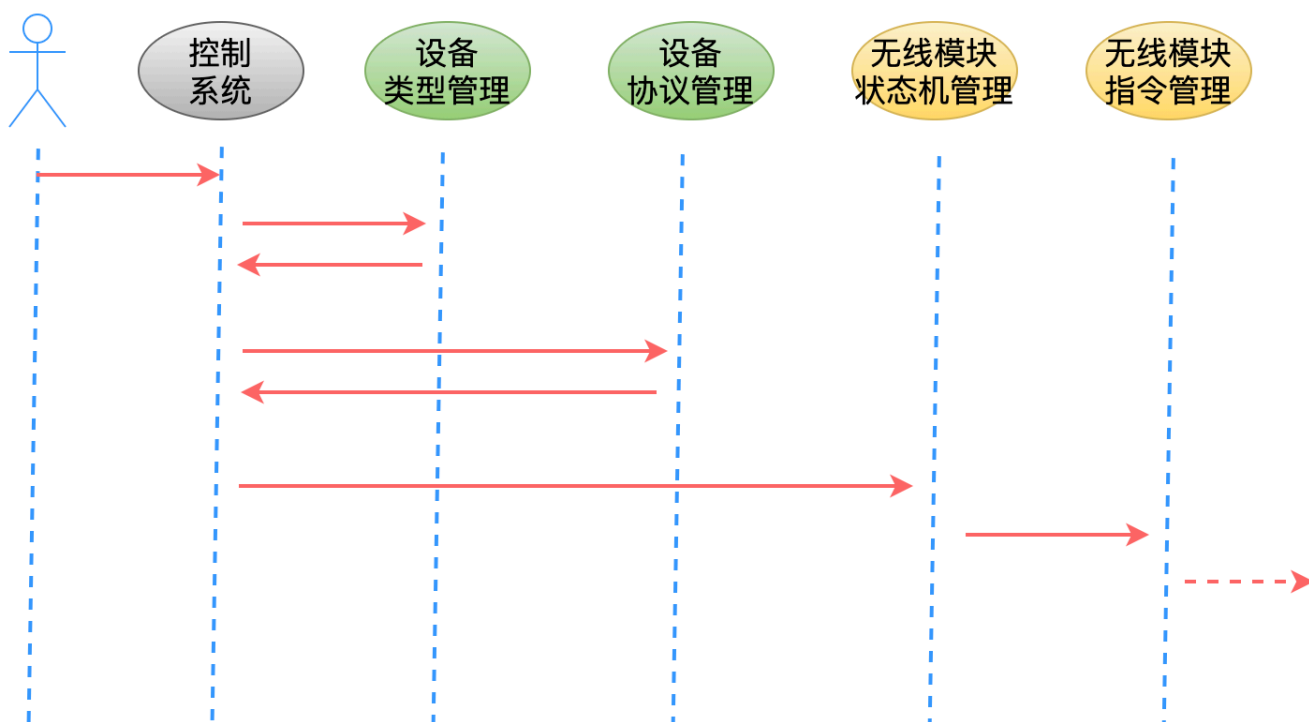 控制
系统
设备
类型管理
设备
协议管理
无线模块
状态机管理
无线模块
指令管理